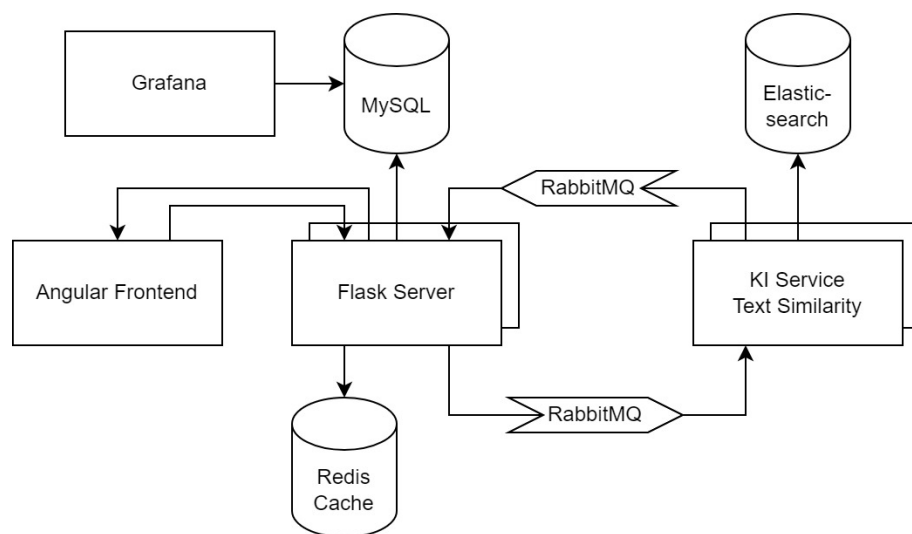 Grafana
MySQL
Elastic-
search
RabbitMQ
Angular Frontend
Flask Server
KI Service
Text Similarity
RabbitMQ
Redis
Cache